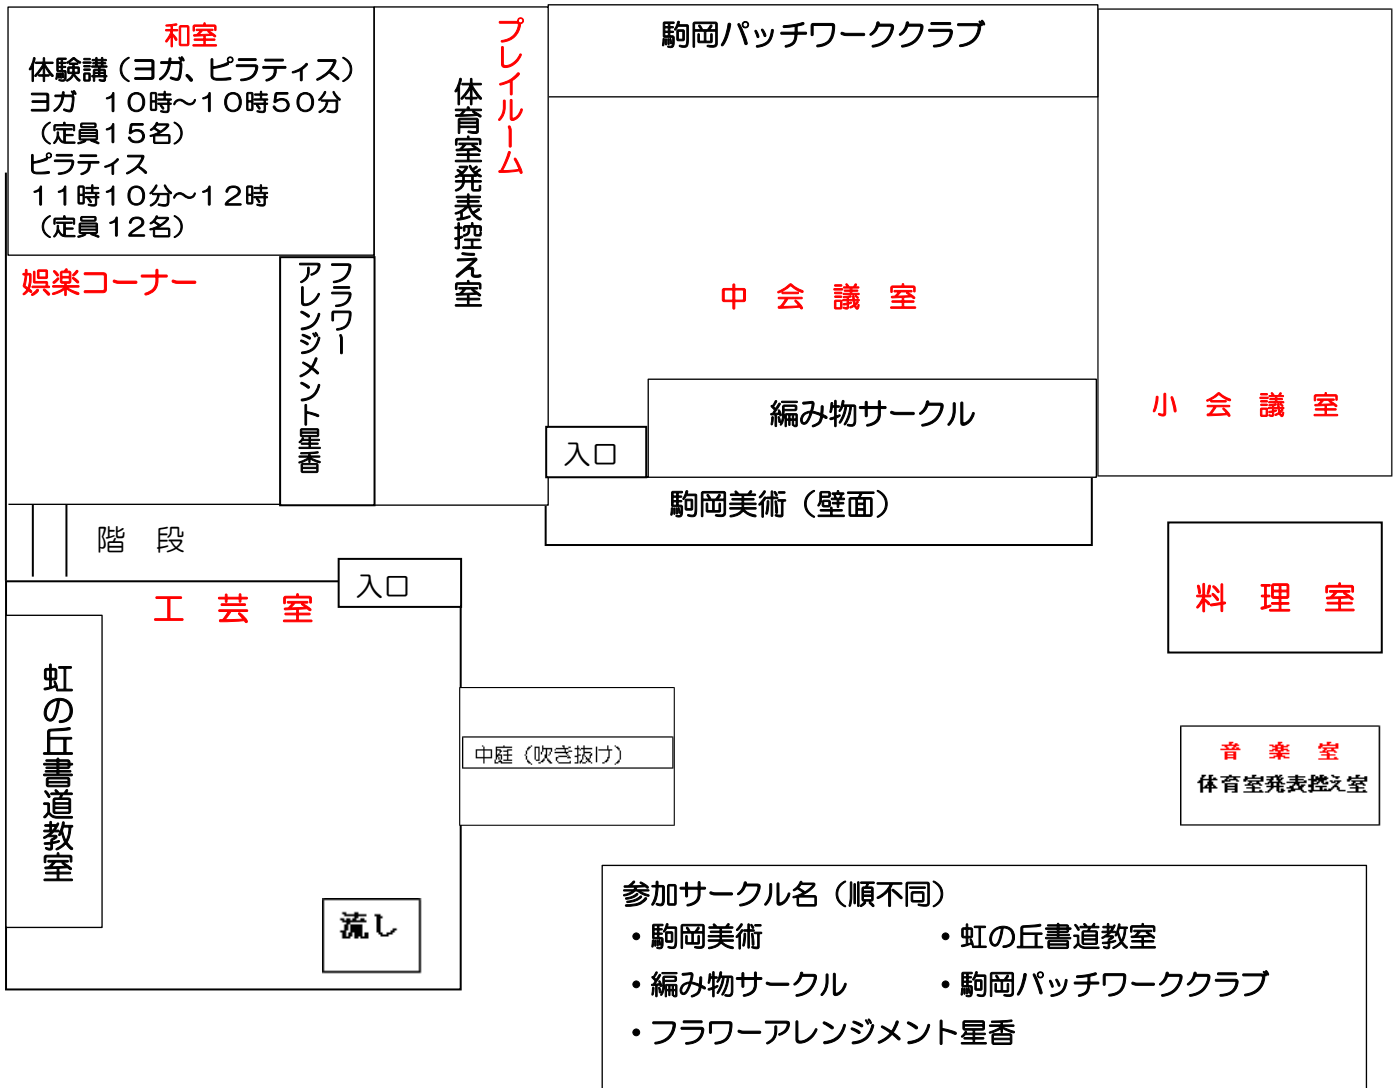 和室
体験講（ヨガ、ピラティス）
ヨガ　１０時～１０時５０分
（定員１５名）
ピラティス
１１時１０分～１２時
（定員１２名）
プレイルーム
体育室発表控え室
駒岡パッチワーククラブ
娯楽コーナー
フラワー
アレンジメント星香
中　会　議　室
小　会　議　室
編み物サークル
入口
駒岡美術（壁面）
階　段
入口
工　芸　室
料　理　室
虹の丘書道教室
中庭（吹き抜け）
音　楽　室
体育室発表控え室
流し
参加サークル名（順不同）
・駒岡美術　　　　　　・虹の丘書道教室
・編み物サークル　　　・駒岡パッチワーククラブ
・フラワーアレンジメント星香